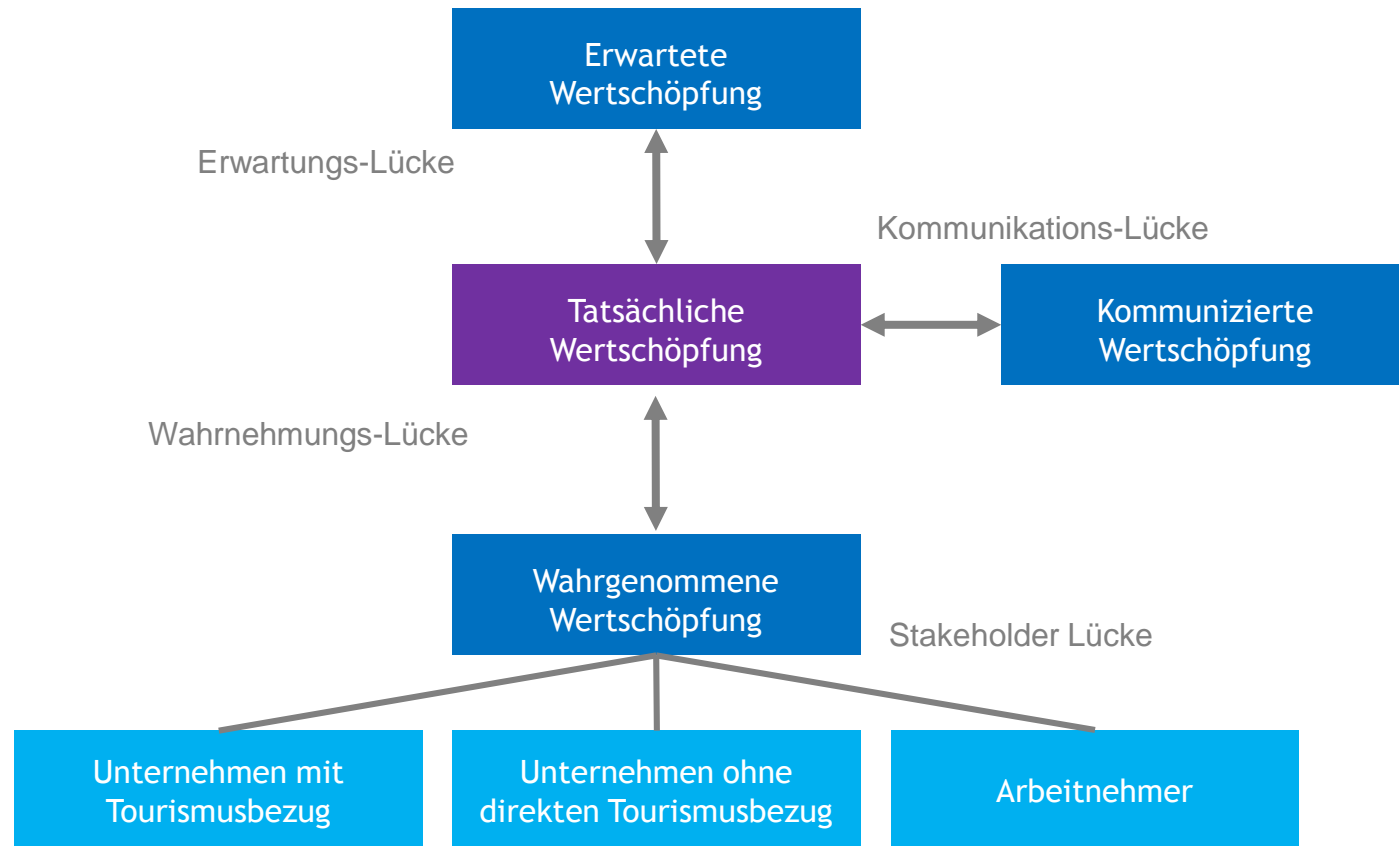 Erwartete
Wertschöpfung
Erwartungs-Lücke
Kommunikations-Lücke
Tatsächliche
Wertschöpfung
Kommunizierte
Wertschöpfung
Wahrnehmungs-Lücke
Wahrgenommene
Wertschöpfung
Stakeholder Lücke
Unternehmen mit
Tourismusbezug
Unternehmen ohne
direkten Tourismusbezug
Arbeitnehmer